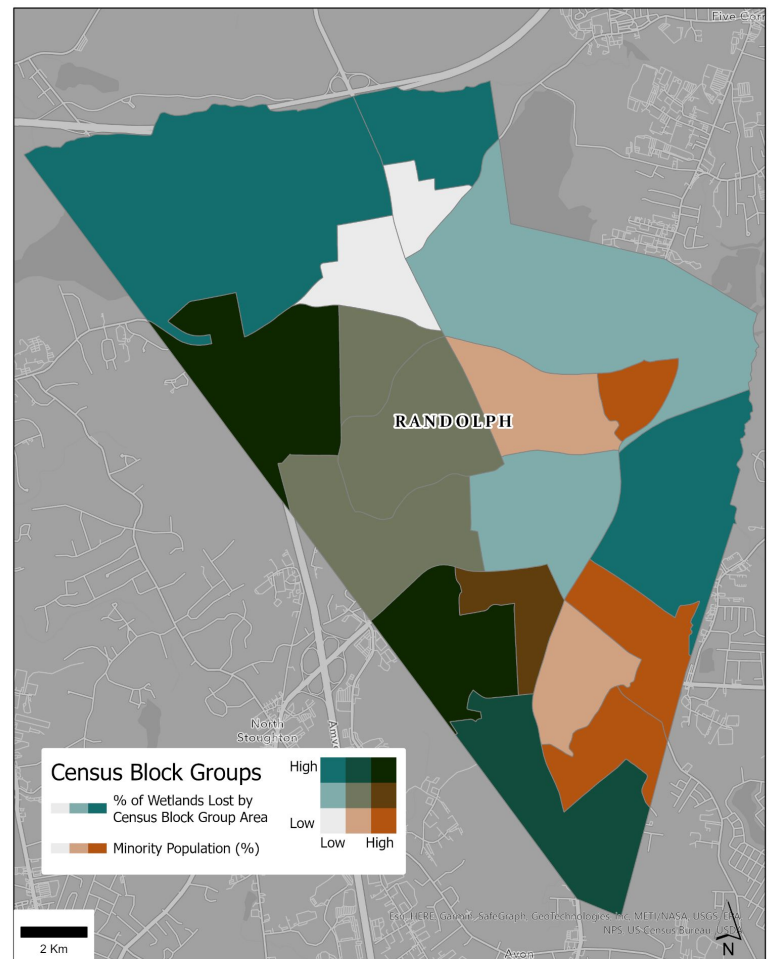 Five Cor
RANDOLPH
North
Stoughton
Census Block Groups
% of Wetlands Lost by
Census Block Group Area
Minority Population (%)
High
Low
Low High
2 Km
Esri, HERE, Garmin, SafeGraph, GeoTechnologies, Inc, METI/NASA, USGS, EPA,
NPS, US Census Bureau, USDA
Avon
N